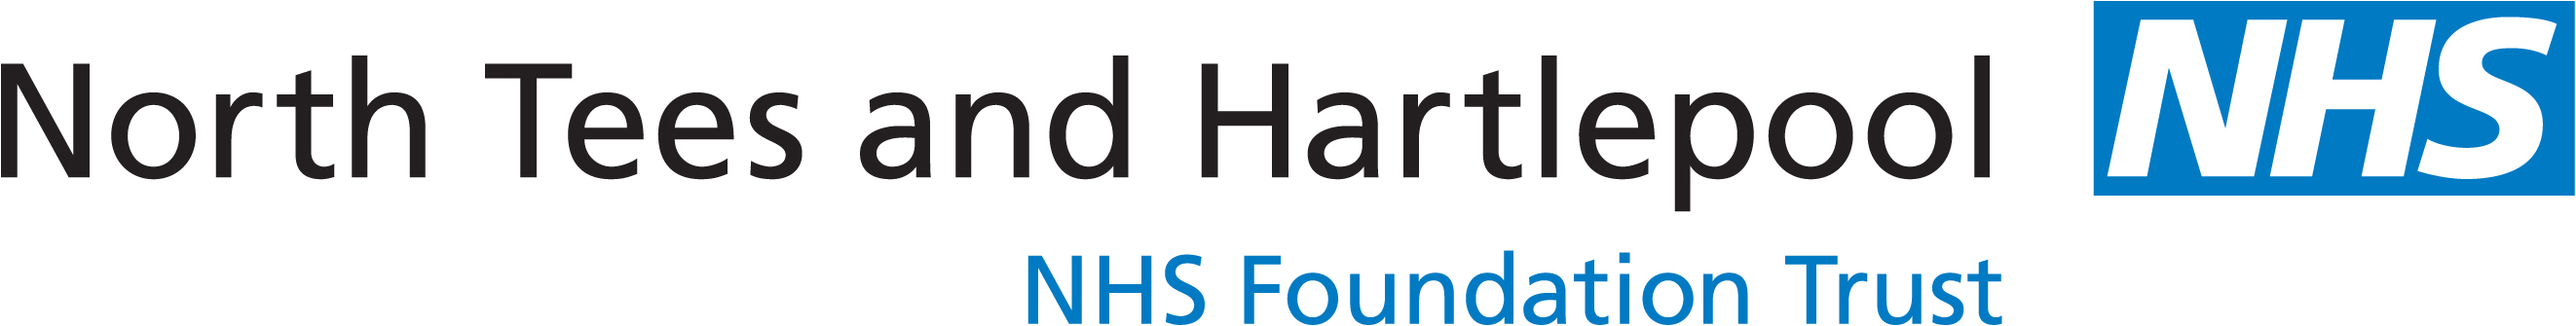 North Tees and Hartlepool NHS
NHS Foundation Trust